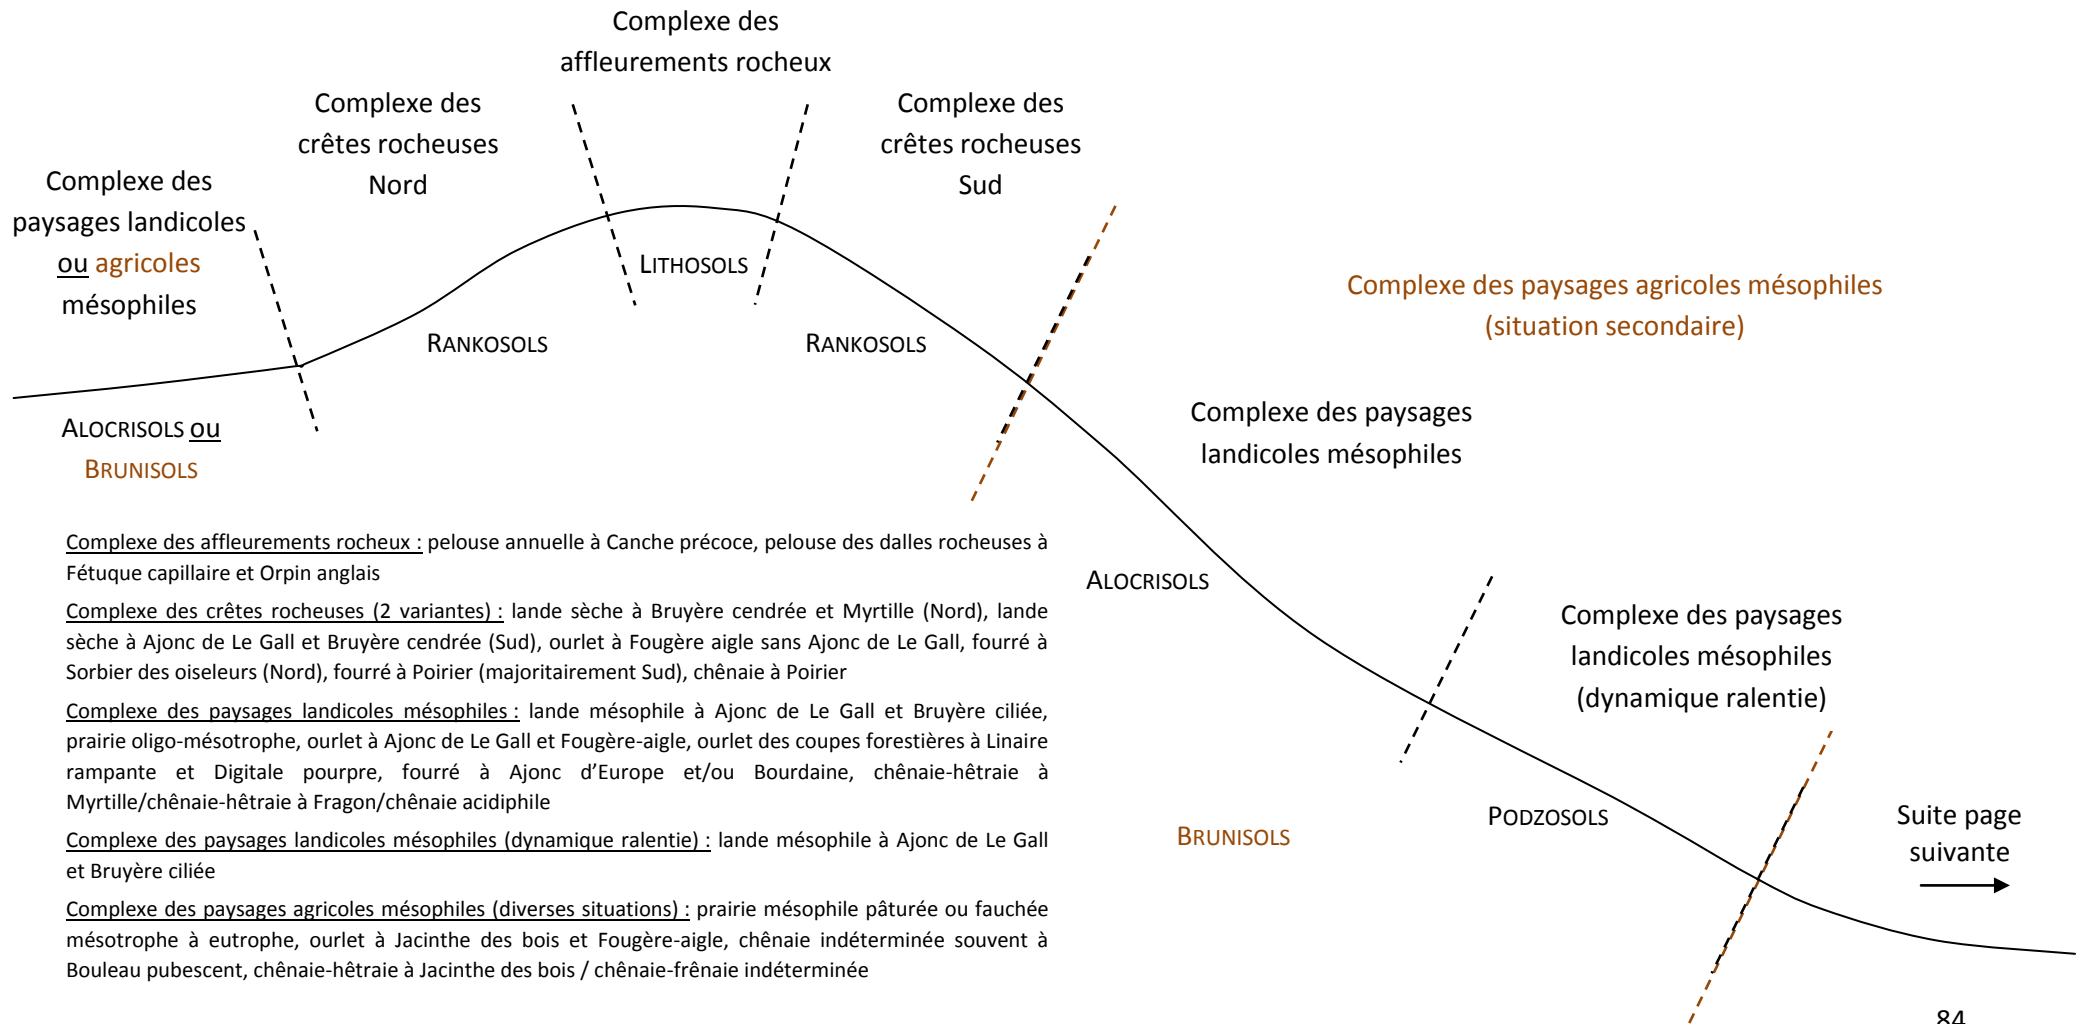 Complexe des
affleurements rocheux
Complexe des
crêtes rocheuses
Nord
Complexe des
crêtes rocheuses
Sud
Complexe des
paysages landicoles
ou agricoles
mésophiles
LITHOSOLS
RANKOSOLS
RANKOSOLS
Complexe des paysages agricoles mésophiles
(situation secondaire)
ALOCRISOLS ou
BRUNISOLS
Complexe des paysages
landicoles mésophiles
ALOCRISOLS
Complexe des paysages
landicoles mésophiles
(dynamique ralentie)
BRUNISOLS
PODZOSOLS
Suite page
suivante
Complexe des affleurements rocheux : pelouse annuelle à Canche précoce, pelouse des dalles rocheuses à
Fétuque capillaire et Orpin anglais
Complexe des crêtes rocheuses (2 variantes) : lande sèche à Bruyère cendrée et Myrtille (Nord), lande
sèche à Ajonc de Le Gall et Bruyère cendrée (Sud), ourlet à Fougère aigle sans Ajonc de Le Gall, fourré à
Sorbier des oiseleurs (Nord), fourré à Poirier (majoritairement Sud), chênaie à Poirier
Complexe des paysages landicoles mésophiles : lande mésophile à Ajonc de Le Gall et Bruyère ciliée,
prairie oligo-mésotrophe, ourlet à Ajonc de Le Gall et Fougère-aigle, ourlet des coupes forestières à Linaire
rampante et Digitale pourpre, fourré à Ajonc d’Europe et/ou Bourdaine, chênaie-hêtraie à
Myrtille/chênaie-hêtraie à Fragon/chênaie acidiphile
Complexe des paysages landicoles mésophiles (dynamique ralentie) : lande mésophile à Ajonc de Le Gall
et Bruyère ciliée
Complexe des paysages agricoles mésophiles (diverses situations) : prairie mésophile pâturée ou fauchée
mésotrophe à eutrophe, ourlet à Jacinthe des bois et Fougère-aigle, chênaie indéterminée souvent à
Bouleau pubescent, chênaie-hêtraie à Jacinthe des bois / chênaie-frênaie indéterminée
84